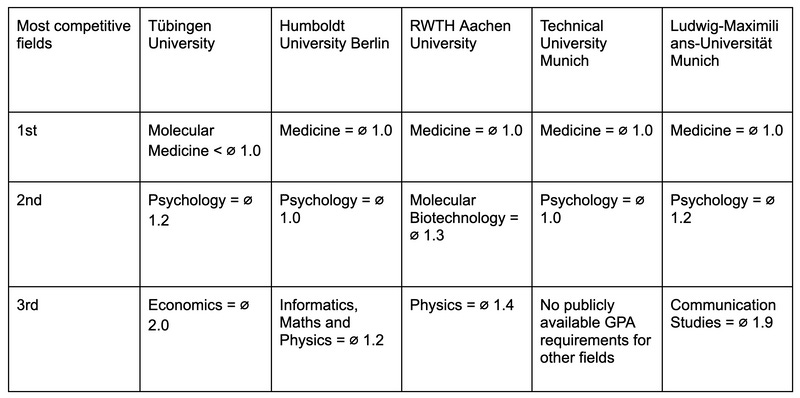 Most competitive
fields
Tübingen
University
Humboldt
University Berlin
RWTH Aachen
University
Technical
University
Munich
Ludwig-Maximili
ans-Universität
Munich
1st
Molecular
Medicine < ⌀ 1.0
Medicine = ⌀ 1.0
Medicine = ⌀ 1.0
Medicine = ⌀ 1.0
Medicine = ⌀ 1.0
2nd
Psychology = ⌀
1.2
Psychology = ⌀
1.0
Molecular
Biotechnology =
⌀ 1.3
Psychology = ⌀
1.0
Psychology = ⌀
1.2
3rd
Economics = ⌀
2.0
Informatics,
Maths and
Physics = ⌀ 1.2
Physics = ⌀ 1.4
No publicly
available GPA
requirements for
other fields
Communication
Studies = ⌀ 1.9